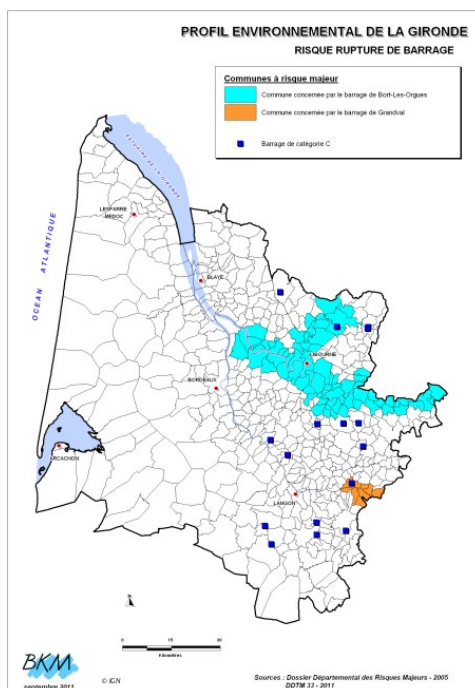 PROFIL ENVIRONNEMENTAL DE LA GIRONDE
RISQUE RUPTURE DE BARRAGE
Communes à risque majeur
Commune concernée par le barrage de Bort-Les-Orgues
Commune concernée par le barrage de Grandval
Barrage de catégorie C
ESTUAIRE DE LA GIRONDE
LESPARRE
MEDOC
OCEAN ATLANTIQUE
BLAYE
LIBOURNE
BORDEAUX
ARCACHON
LANGON
Kilomètres
BKM
septembre 2011
© IGN
Sources : Dossier Départemental des Risques Majeurs - 2005
DDTM 33 - 2011